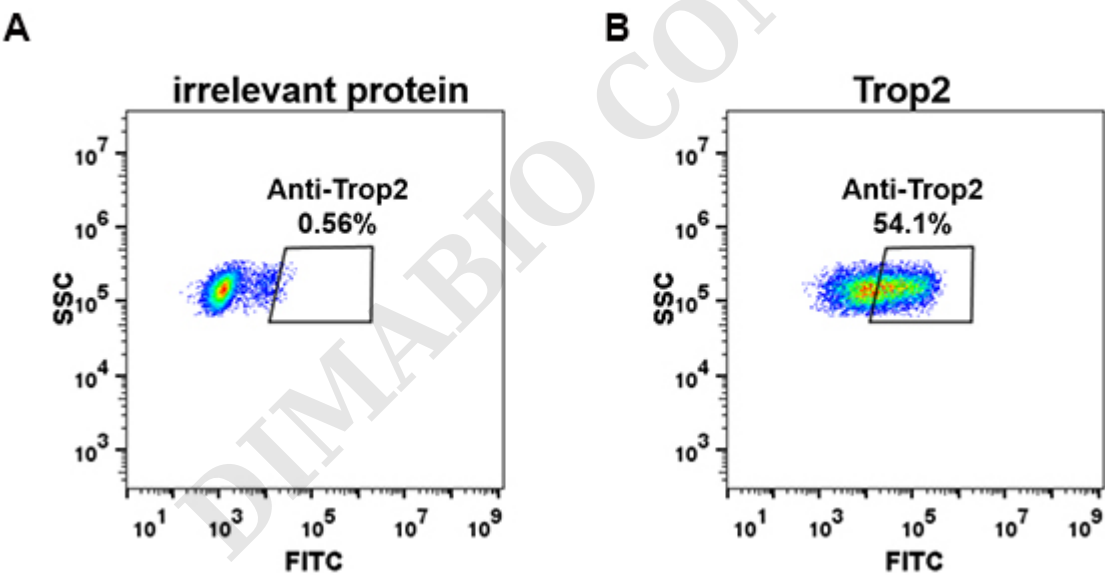 A
irrelevant protein
Anti-Trop2
0.56%
10^7
10^6
10^5
10^4
10^3
SSC
10^1 10^3 10^5 10^7 10^9
FITC
B
Trop2
Anti-Trop2
54.1%
10^7
10^6
10^5
10^4
10^3
SSC
10^1 10^3 10^5 10^7 10^9
FITC
DIMABIO CO